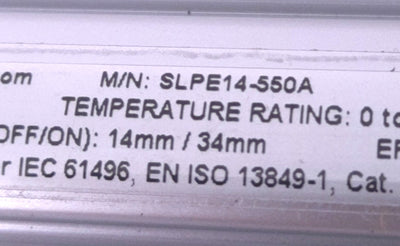 om M/N: SLPE14-550A
TEMPERATURE RATING: 0 to
OFF/ON): 14mm / 34mm EF
r IEC 61496, EN ISO 13849-1, Cat.